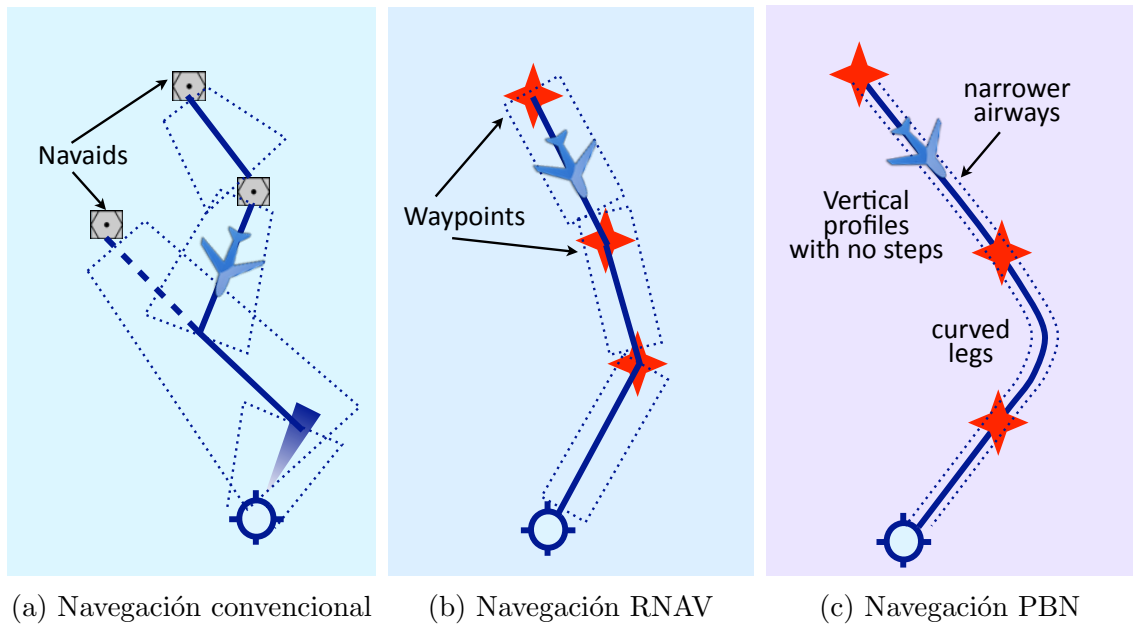 Navaids
(a) Navegación convencional
Waypoints
(b) Navegación RNAV
narrower
airways
Vertical
profiles
with no steps
curved
legs
(c) Navegación PBN